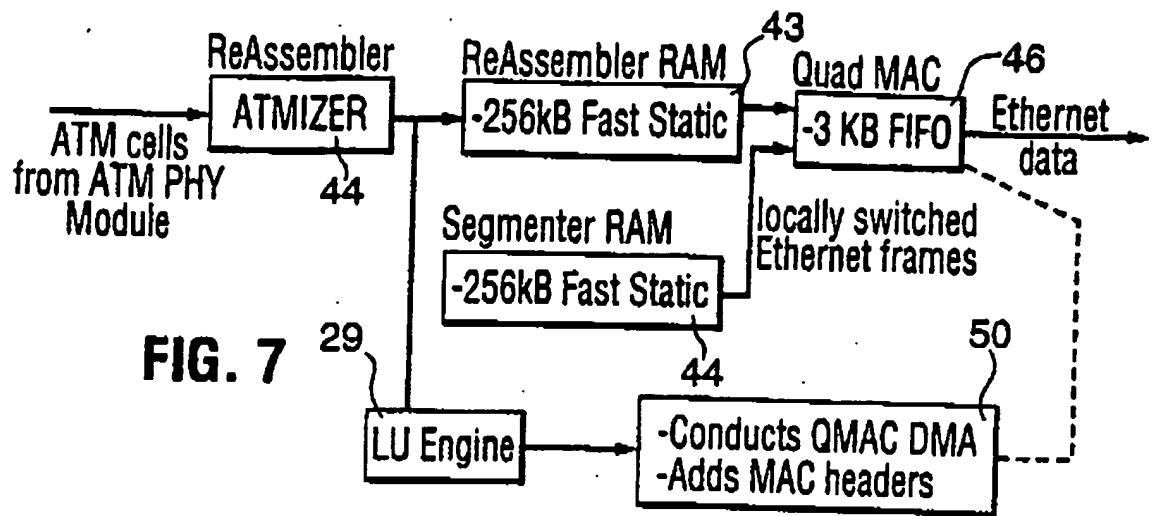 43
ReAssembler
ReAssembler RAM
Quad MAC
46
ATMIZER
-256kB Fast Static
-3 KB FIFO
Ethernet
data
ATM cells
from ATM PHY
Module
44
Segmenter RAM
locally switched
Ethernet frames
-256kB Fast Static
FIG. 7
29
44
50
LU Engine
-Conducts QMAC DMA
-Adds MAC headers